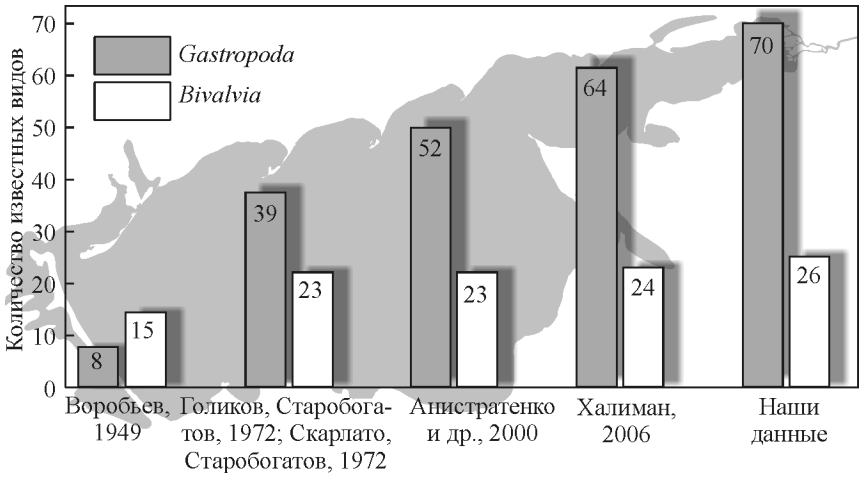 Количество известных видов
70
60
50
40
30
20
10
0
Gastropoda
Bivalvia
8
15
39
23
52
23
64
24
70
26
Воробьев,
1949
Голиков, Старобога-
тов, 1972; Скарлато,
Старобогатов, 1972
Анистратенко
и др., 2000
Халиман,
2006
Наши
данные